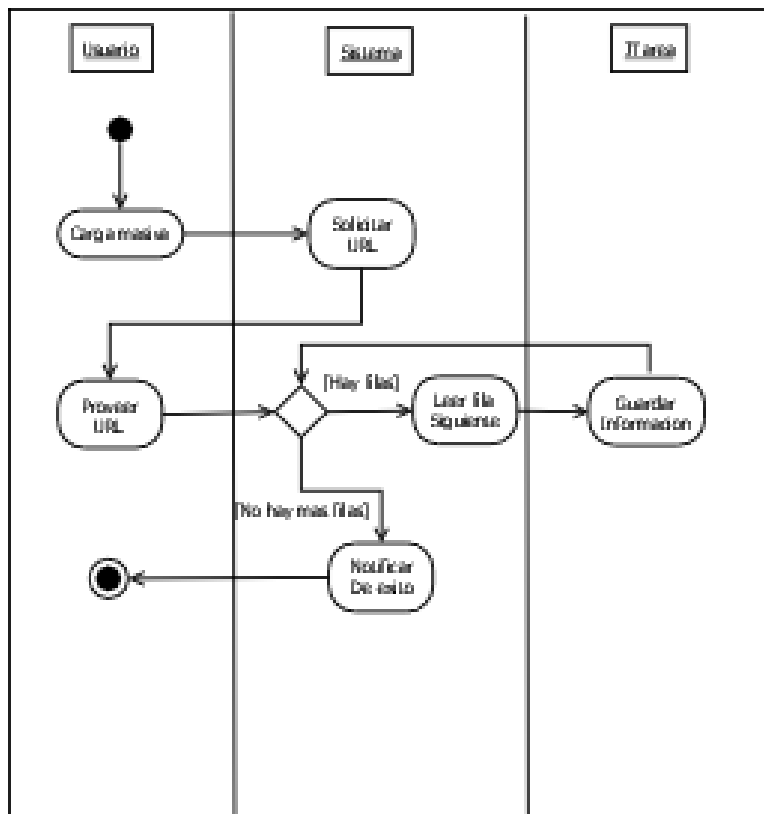 Usuario
Sistema
TTarea
Carga masiva
Solicitar
URL
[Hay filas]
Proveer
URL
Leer fila
Siguiente
Guardar
Informacion
[No hay mas filas]
Notificar
De exito